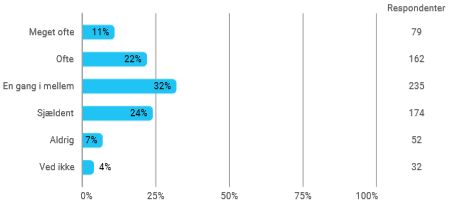 Respondenter
Meget ofte 11% 79
Ofte 22% 162
En gang i mellem 32% 235
Sjældent 24% 174
Aldrig 7% 52
Ved ikke 4% 32
0% 25% 50% 75% 100%